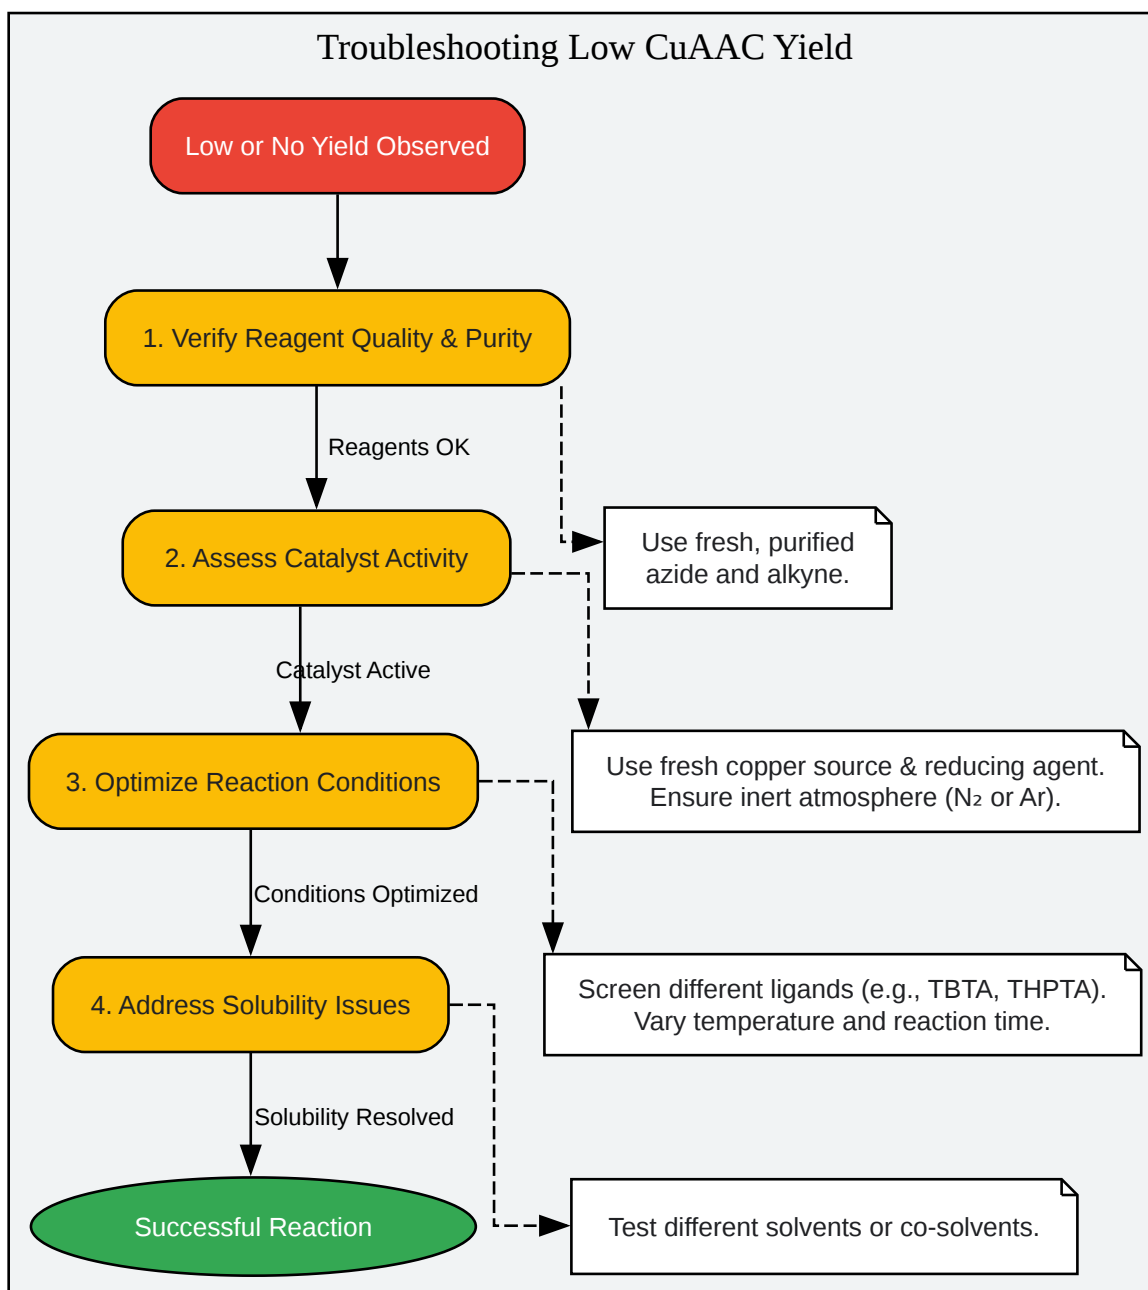 Troubleshooting Low CuAAC Yield
Low or No Yield Observed
1. Verify Reagent Quality & Purity
Reagents OK
Use fresh, purified
azide and alkyne.
2. Assess Catalyst Activity
Catalyst Active
Use fresh copper source & reducing agent.
Ensure inert atmosphere (N₂ or Ar).
3. Optimize Reaction Conditions
Conditions Optimized
Screen different ligands (e.g., TBTA, THPTA).
Vary temperature and reaction time.
4. Address Solubility Issues
Solubility Resolved
Test different solvents or co-solvents.
Successful Reaction